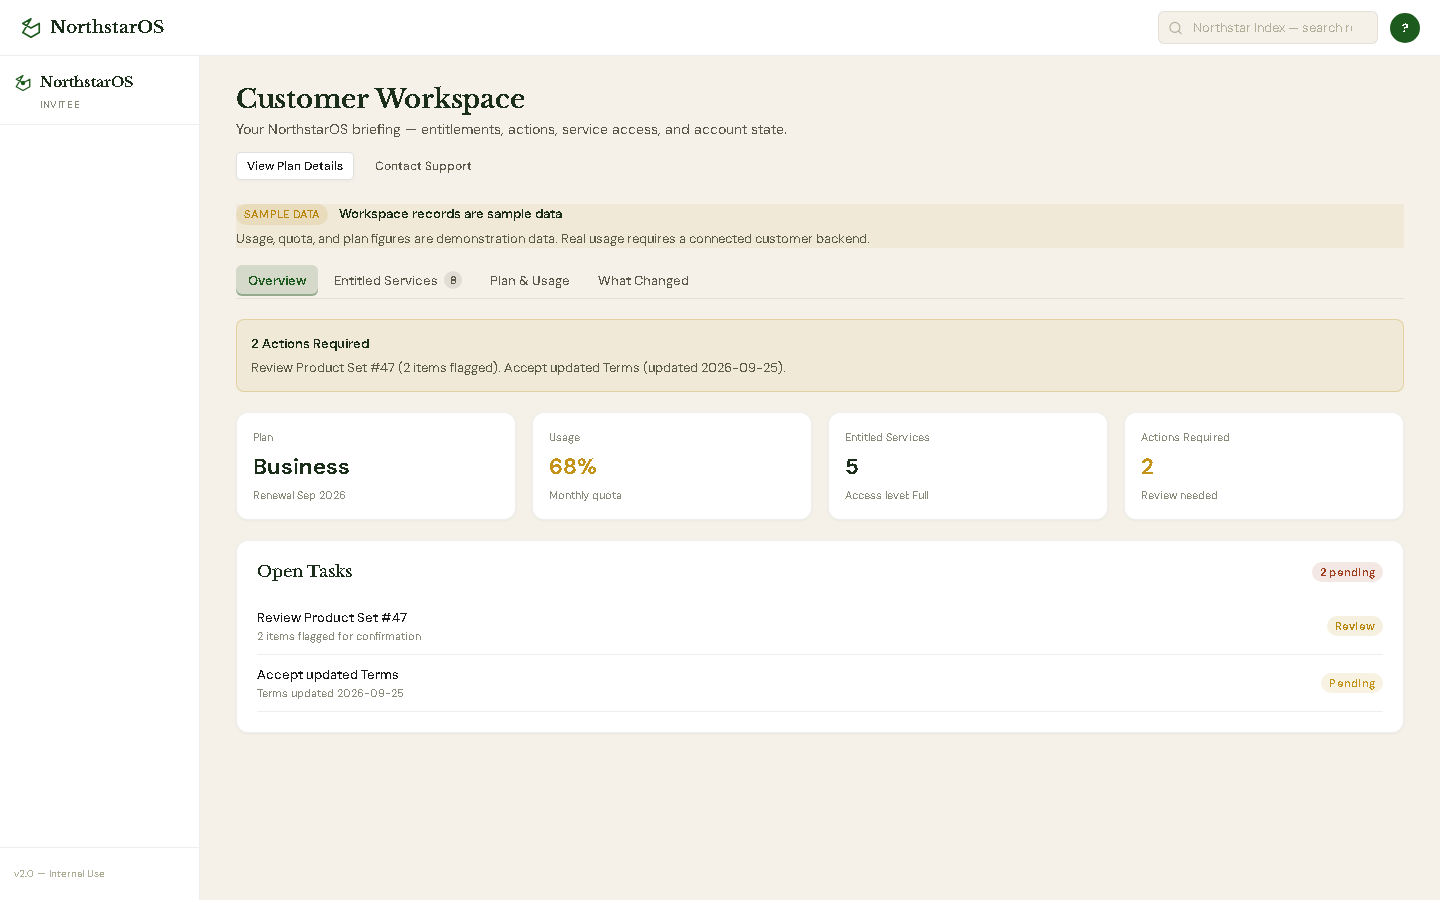 NorthstarOS
Northstar Index — search r
?
NorthstarOS
INVITEE
Customer Workspace
Your NorthstarOS briefing — entitlements, actions, service access, and account state.
View Plan Details
Contact Support
SAMPLE DATA
Workspace records are sample data
Usage, quota, and plan figures are demonstration data. Real usage requires a connected customer backend.
Overview
Entitled Services 8
Plan & Usage
What Changed
2 Actions Required
Review Product Set #47 (2 items flagged). Accept updated Terms (updated 2026-09-25).
Plan
Business
Renewal Sep 2026
Usage
68%
Monthly quota
Entitled Services
5
Access level: Full
Actions Required
2
Review needed
Open Tasks
2 pending
Review Product Set #47
2 items flagged for confirmation
Review
Accept updated Terms
Terms updated 2026-09-25
Pending
v2.0 — Internal Use